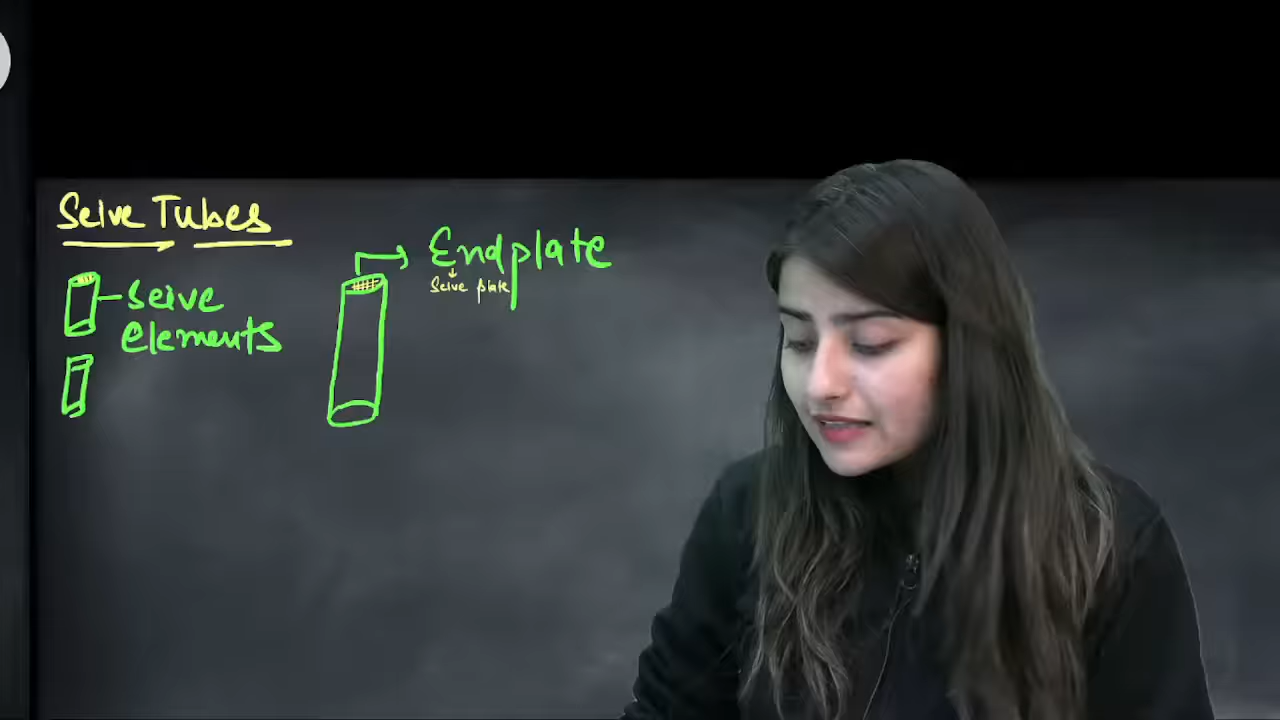 Seive Tubes
Seive
elements
Endplate
Seive plate